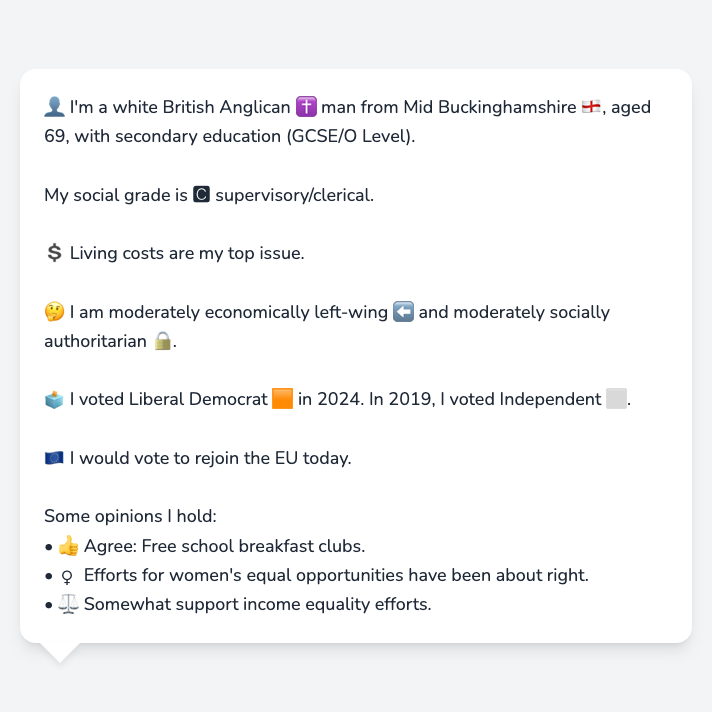 👤 I'm a white British Anglican ✝️ man from Mid Buckinghamshire 🏴󠁧󠁢󠁥󠁮󠁧󠁿, aged
69, with secondary education (GCSE/O Level).
My social grade is 🅲 supervisory/clerical.
💲 Living costs are my top issue.
🤔 I am moderately economically left-wing ⬅️ and moderately socially
authoritarian 🔒.
🗳️ I voted Liberal Democrat 🟧 in 2024. In 2019, I voted Independent ⬜.
🇪🇺 I would vote to rejoin the EU today.
Some opinions I hold:
• 👍 Agree: Free school breakfast clubs.
• ♀ Efforts for women's equal opportunities have been about right.
• ⚖️ Somewhat support income equality efforts.